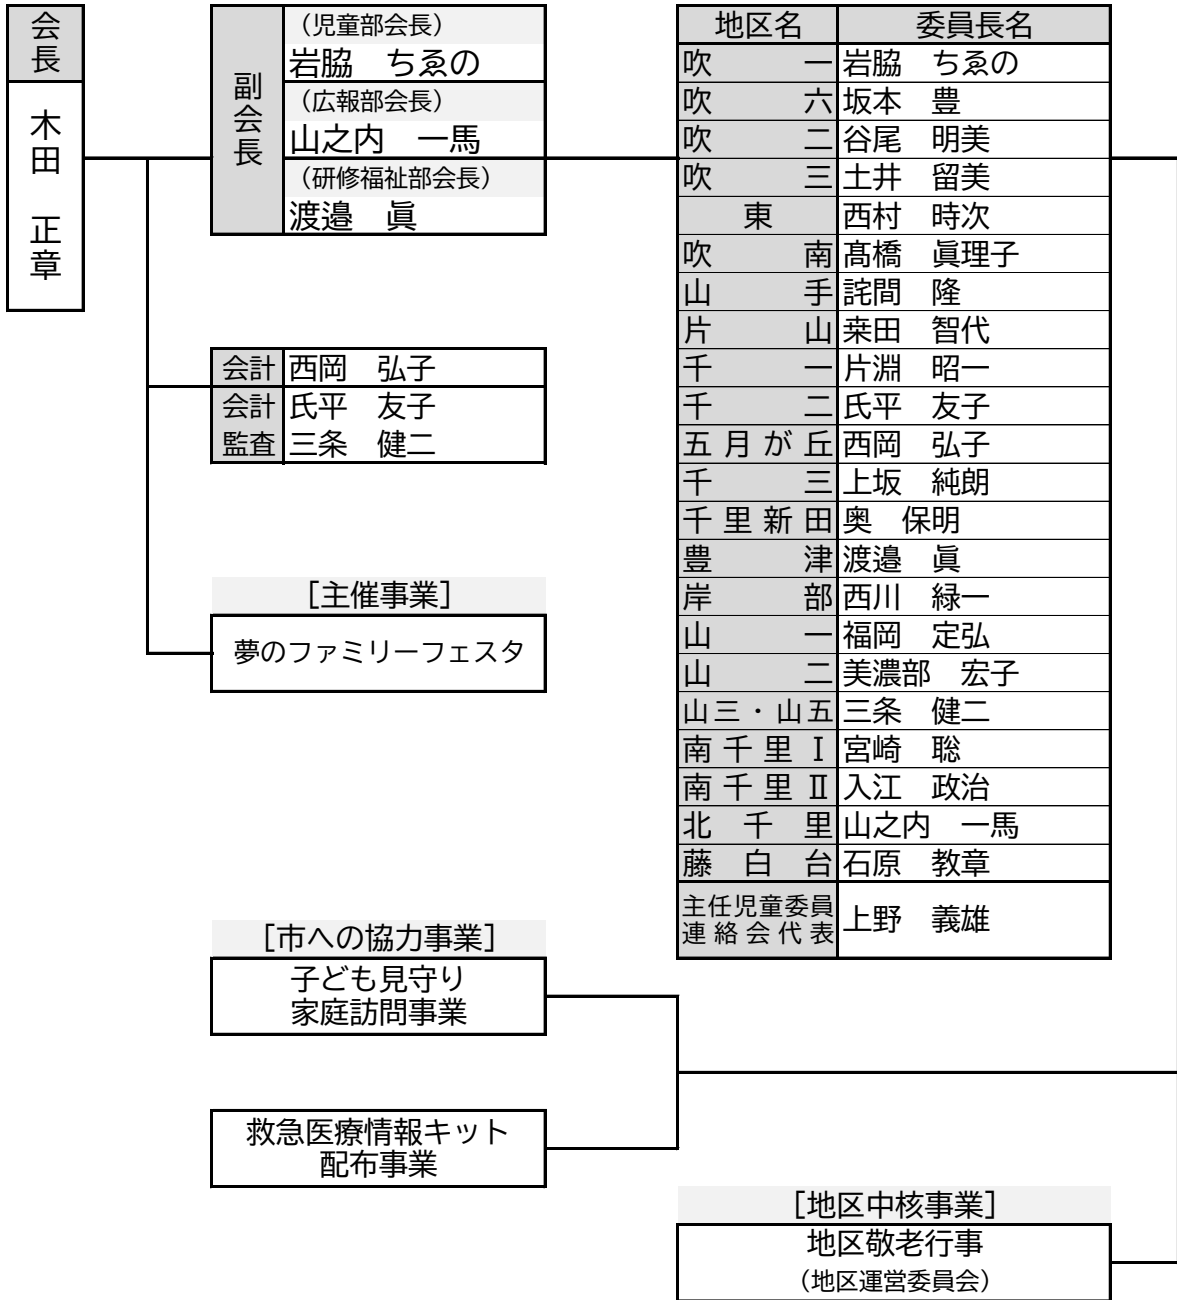 会長
木田　正章
副会長
（児童部会長）
岩脇　ちゑの
（広報部会長）
山之内　一馬
（研修福祉部会長）
渡邉　眞
会計 西岡　弘子
会計 氏平　友子
監査 三条　健二
［主催事業］
夢のファミリーフェスタ
地区名 委員長名
吹一 岩脇　ちゑの
吹六 坂本　豊
吹二 谷尾　明美
吹三 土井　留美
東 西村　時次
吹南 髙橋　眞理子
山手 詫間　隆
片山 桒田　智代
千一 片淵　昭一
千二 氏平　友子
五月が丘 西岡　弘子
千三 上坂　純朗
千里新田 奥　保明
豊津 渡邉　眞
岸部 西川　緑一
山一 福岡　定弘
山二 美濃部　宏子
山三・山五 三条　健二
南千里Ⅰ 宮崎　聡
南千里Ⅱ 入江　政治
北千里 山之内　一馬
藤白台 石原　教章
主任児童委員
連絡会代表
上野　義雄
［市への協力事業］
子ども見守り
家庭訪問事業
救急医療情報キット
配布事業
［地区中核事業］
地区敬老行事
（地区運営委員会）